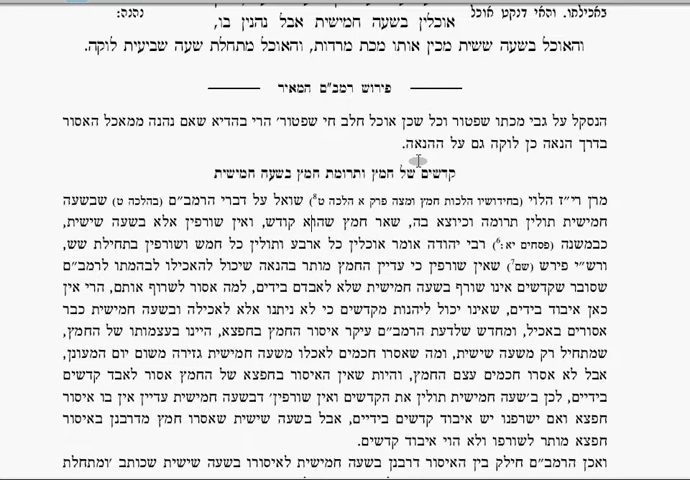 באכילתו. והאי דנקט אוכל
נהנה:
אוכלין בשעה חמישית אבל נהנין בו,
והאוכל בשעה ששית מכין אותו מכת מרדות, והאוכל מתחלת שעה שביעית לוקה.
פירוש רמב"ם המאיר
הנסקל על גבי מכתו שפטור וכל שכן אוכל חלב חי שפטור' הרי בהדיא שאם נהנה ממאכל האסור
בדרך הנאה כן לוקה גם על ההנאה.
קדשים של חמץ ותרומת חמץ בשעה חמישית
מרן רי"ז הלוי (בחידושיו הלכות חמץ ומצה פרק א הלכה ט8) שואל על דברי הרמב"ם (בהלכה ט) שבשעה
חמישית תולין תרומה וכיוצא בה, שאר חמץ שהוא קודש, ואין שורפין אלא בשעה שישית,
כבמשנה (פסחים יא:6) רבי יהודה אומר אוכלין כל ארבע ותולין כל חמש ושורפין בתחילת שש,
ורש"י פירש (שם7) שאין שורפין כי עדיין החמץ מותר בהנאה שיכול להאכילו לבהמתו לרמב"ם
שסובר שקדשים אינו שורף בשעה חמישית שלא לאבדם בידים, למה אסור לשרוף אותם, הרי אין
כאן איבוד בידים, שאינו יכול ליהנות מקדשים כי לא ניתנו אלא לאכילה ובשעה חמישית כבר
אסורים באכיל, ומחדש שלדעת הרמב"ם עיקר איסור החמץ בחפצא, היינו בעצמותו של החמץ,
שמתחיל רק משעה שישית, ומה שאסרו חכמים לאכלו משעה חמישית גזירה משום יום המעונן,
אבל לא אסרו חכמים עצם החמץ, והיות שאין האיסור בחפצא של החמץ אסור לאבד קדשים
בידיים, לכן ב'שעה חמישית תולין את הקדשים ואין שורפין' דבשעה חמישית עדיין אין בו איסור
חפצא ואם ישרפנו יש איבוד קדשים בידיים, אבל בשעה שישית שאסרו חמץ מדרבנן באיסור
חפצא מותר לשורפו ולא הוי איבוד קדשים.
ואכן הרמב"ם חילק בין האיסור דרבנן בשעה חמישית לאיסורו בשעה שישית שכותב 'ומתחלת